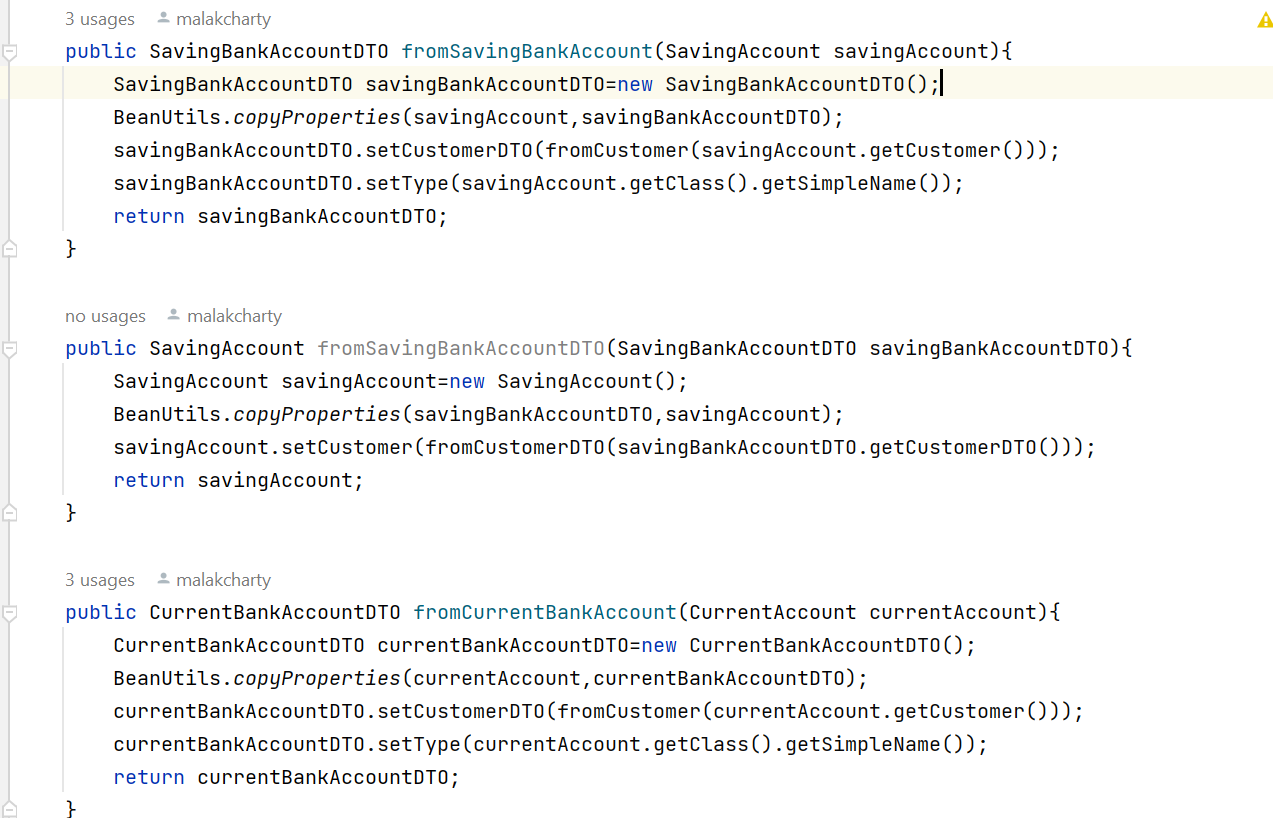 3 usages malakcharty
public SavingBankAccountDTO fromSavingBankAccount(SavingAccount savingAccount){
    SavingBankAccountDTO savingBankAccountDTO=new SavingBankAccountDTO();
    BeanUtils.copyProperties(savingAccount,savingBankAccountDTO);
    savingBankAccountDTO.setCustomerDTO(fromCustomer(savingAccount.getCustomer()));
    savingBankAccountDTO.setType(savingAccount.getClass().getSimpleName());
    return savingBankAccountDTO;
}
no usages malakcharty
public SavingAccount fromSavingBankAccountDTO(SavingBankAccountDTO savingBankAccountDTO){
    SavingAccount savingAccount=new SavingAccount();
    BeanUtils.copyProperties(savingBankAccountDTO,savingAccount);
    savingAccount.setCustomer(fromCustomerDTO(savingBankAccountDTO.getCustomerDTO()));
    return savingAccount;
}
3 usages malakcharty
public CurrentBankAccountDTO fromCurrentBankAccount(CurrentAccount currentAccount){
    CurrentBankAccountDTO currentBankAccountDTO=new CurrentBankAccountDTO();
    BeanUtils.copyProperties(currentAccount,currentBankAccountDTO);
    currentBankAccountDTO.setCustomerDTO(fromCustomer(currentAccount.getCustomer()));
    currentBankAccountDTO.setType(currentAccount.getClass().getSimpleName());
    return currentBankAccountDTO;
}